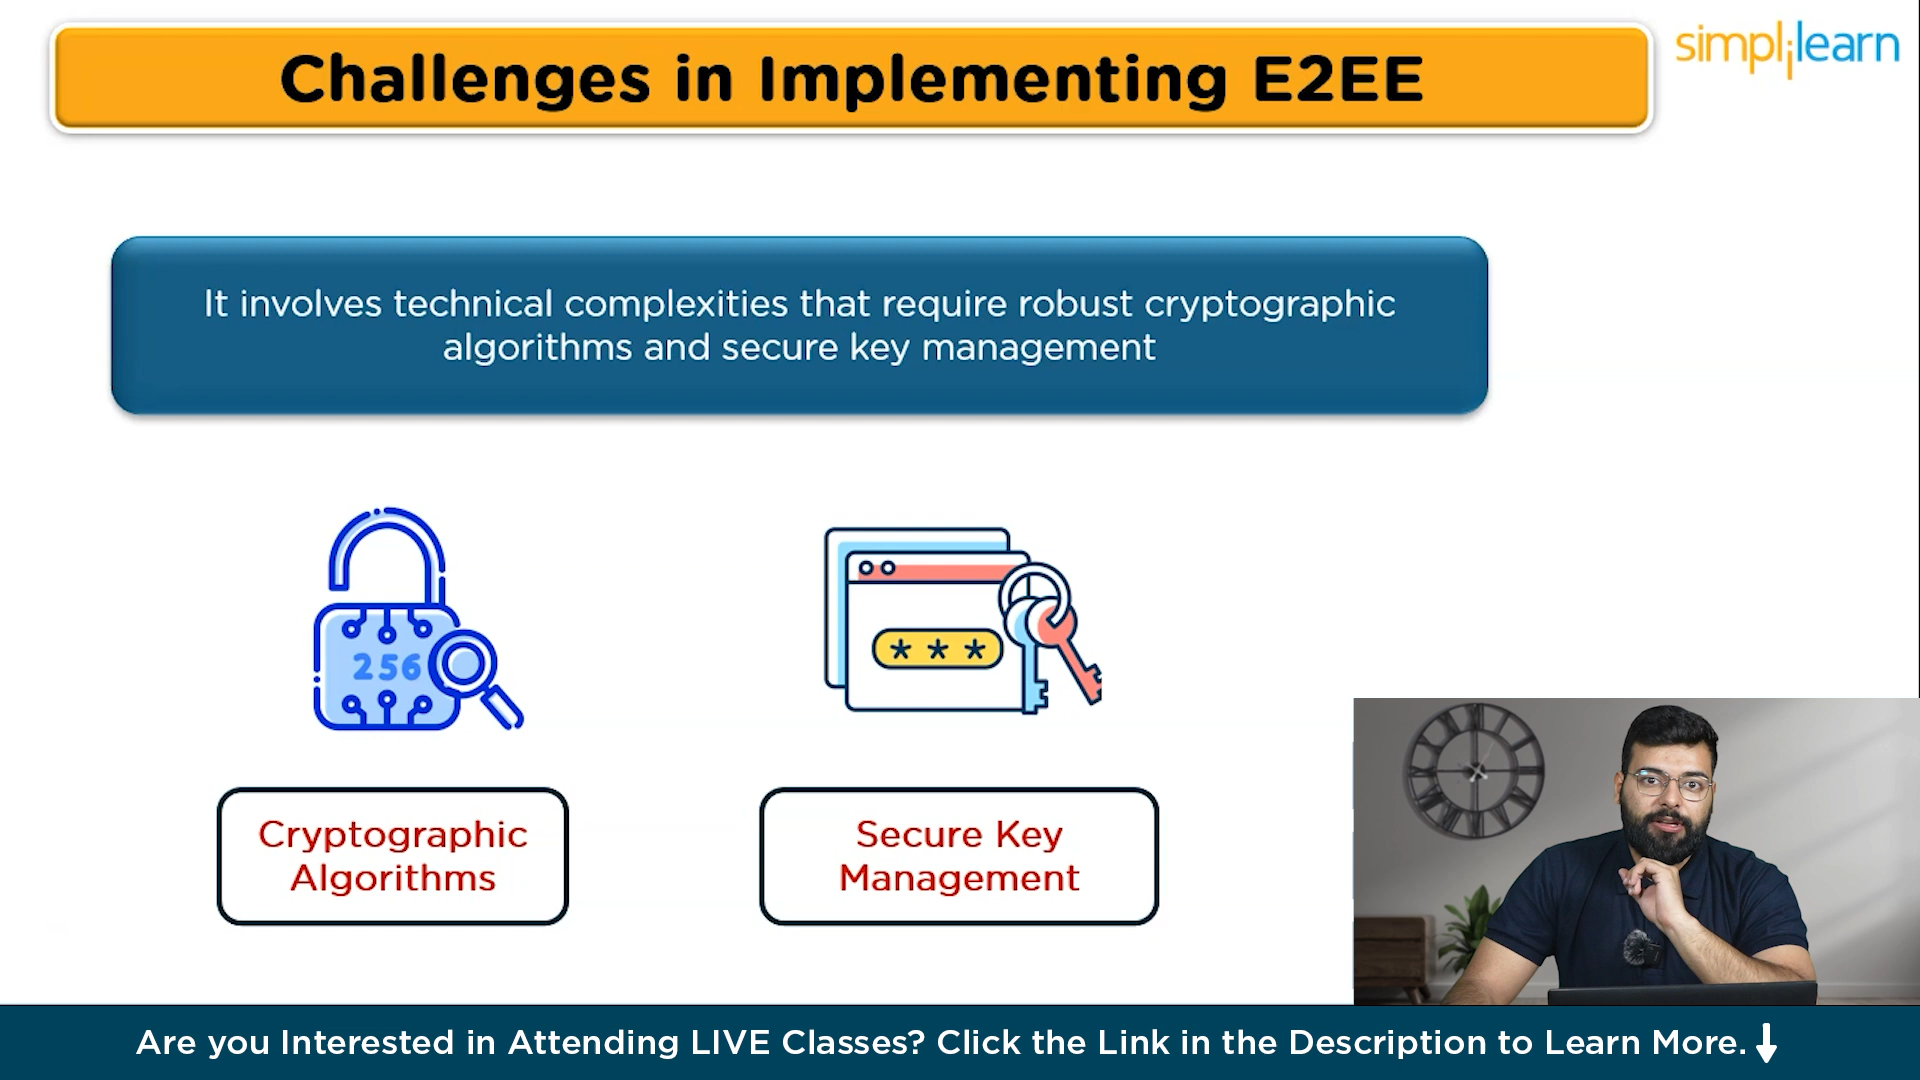 Challenges in Implementing E2EE
simplilearn
It involves technical complexities that require robust cryptographic
algorithms and secure key management
256
* * *
Cryptographic
Algorithms
Secure Key
Management
Are you Interested in Attending LIVE Classes? Click the Link in the Description to Learn More.